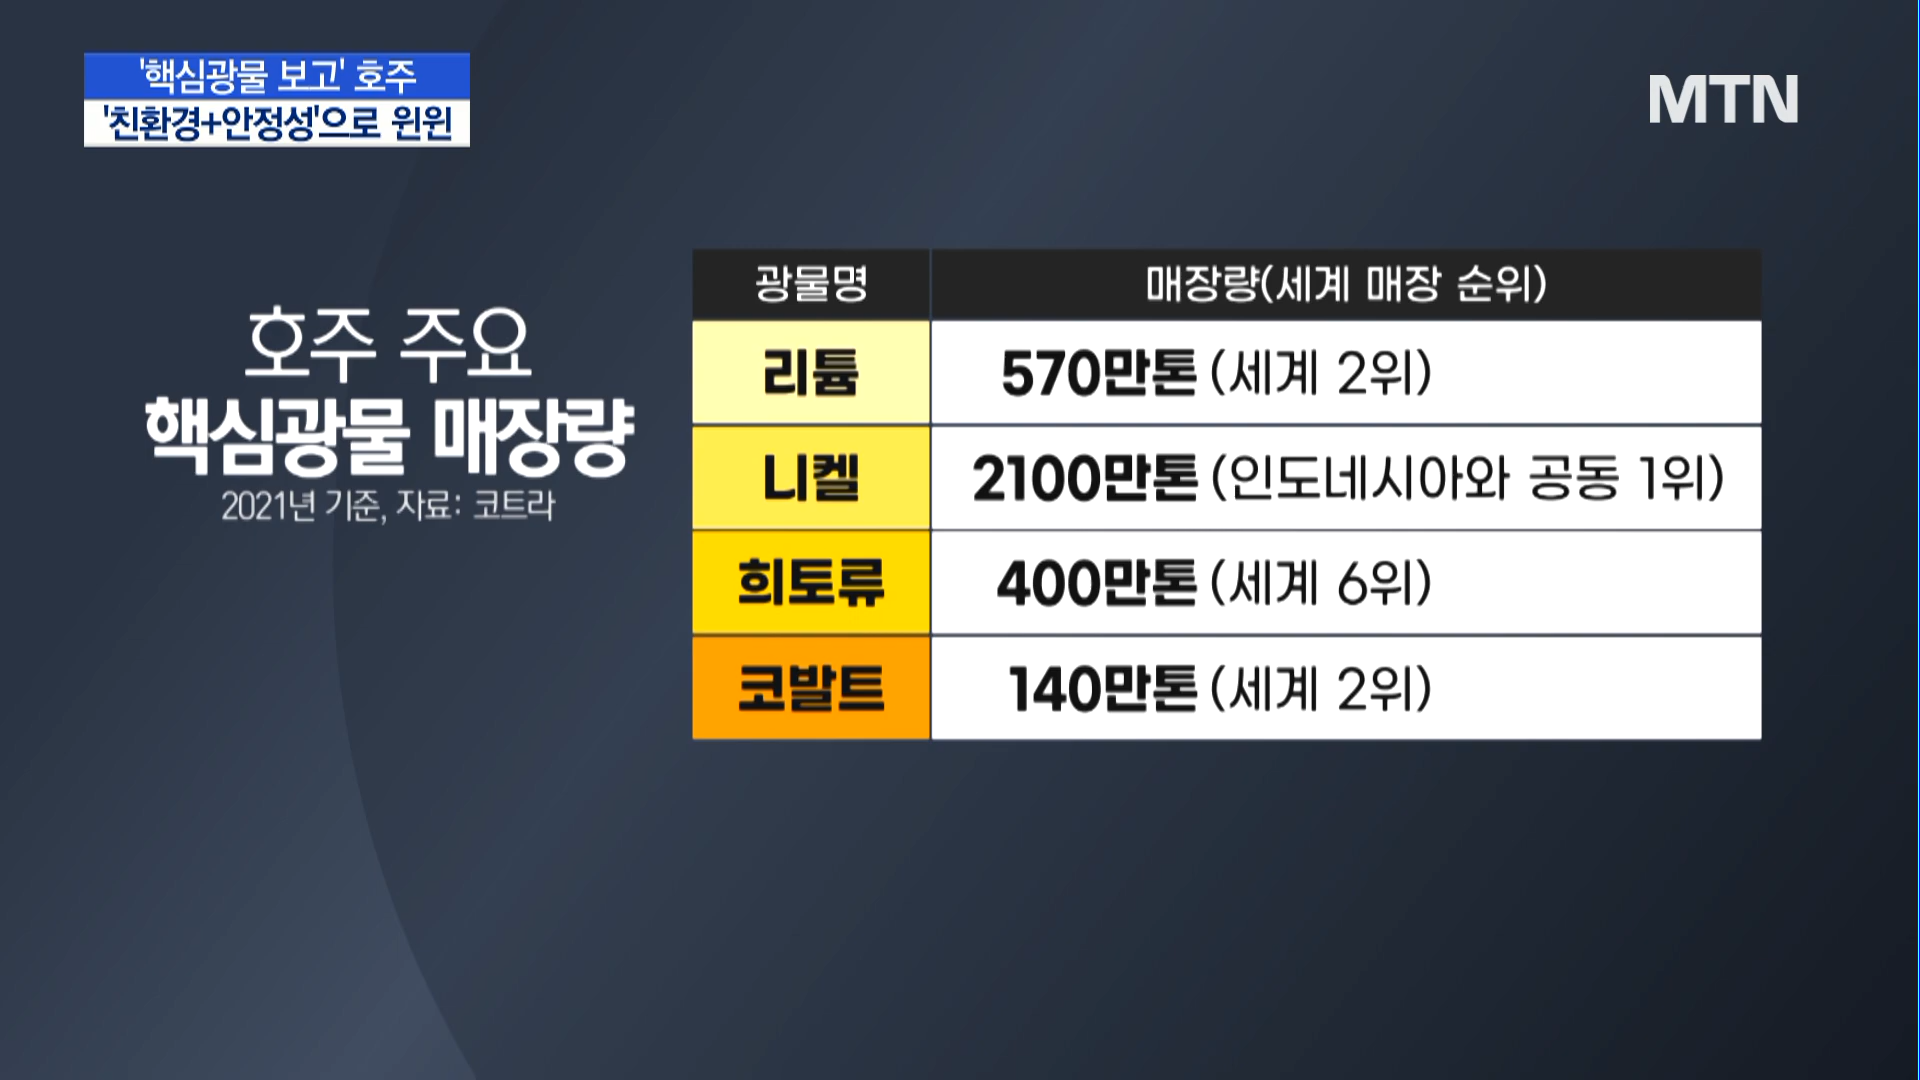 '핵심광물 보고' 호주
'친환경+안정성'으로 윈윈
MTN
호주 주요
핵심광물 매장량
2021년 기준, 자료: 코트라
광물명 매장량(세계 매장 순위)
리튬 570만톤 (세계 2위)
니켈 2100만톤 (인도네시아와 공동 1위)
희토류 400만톤 (세계 6위)
코발트 140만톤 (세계 2위)